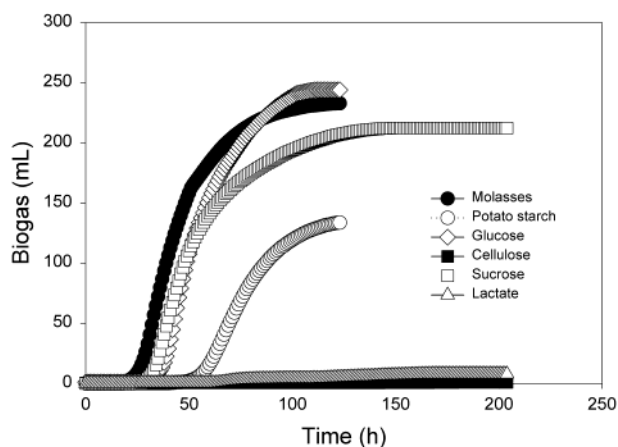 300
250
200
150
100
50
0
Biogas (mL)
Molasses
Potato starch
Glucose
Cellulose
Sucrose
Lactate
0 50 100 150 200 250
Time (h)